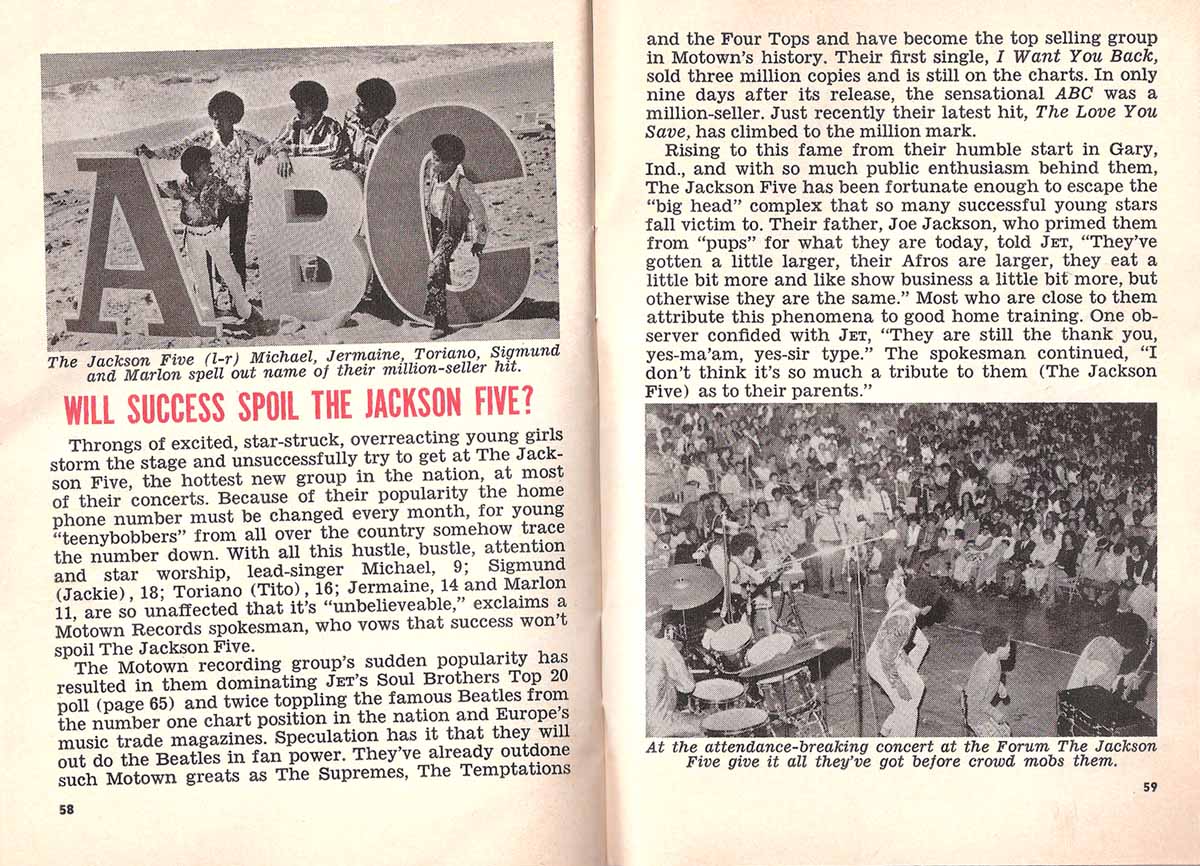 ABC
The Jackson Five (l-r) Michael, Jermaine, Toriano, Sigmund
and Marlon spell out name of their million-seller hit.
WILL SUCCESS SPOIL THE JACKSON FIVE?
Throngs of excited, star-struck, overreacting young girls
storm the stage and unsuccessfully try to get at The Jack-
son Five, the hottest new group in the nation, at most
of their concerts. Because of their popularity the home
phone number must be changed every month, for young
“teenybobbers” from all over the country somehow trace
the number down. With all this hustle, bustle, attention
and star worship, lead-singer Michael, 9; Sigmund
(Jackie), 18; Toriano (Tito), 16; Jermaine, 14 and Marlon
11, are so unaffected that it’s “unbelieveable,” exclaims a
Motown Records spokesman, who vows that success won’t
spoil The Jackson Five.
The Motown recording group’s sudden popularity has
resulted in them dominating JET’s Soul Brothers Top 20
poll (page 65) and twice toppling the famous Beatles from
the number one chart position in the nation and Europe’s
music trade magazines. Speculation has it that they will
out do the Beatles in fan power. They’ve already outdone
such Motown greats as The Supremes, The Temptations
58
and the Four Tops and have become the top selling group
in Motown’s history. Their first single, I Want You Back,
sold three million copies and is still on the charts. In only
nine days after its release, the sensational ABC was a
million-seller. Just recently their latest hit, The Love You
Save, has climbed to the million mark.
Rising to this fame from their humble start in Gary,
Ind., and with so much public enthusiasm behind them,
The Jackson Five has been fortunate enough to escape the
“big head” complex that so many successful young stars
fall victim to. Their father, Joe Jackson, who primed them
from “pups” for what they are today, told JET, “They’ve
gotten a little larger, their Afros are larger, they eat a
little bit more and like show business a little bit more, but
otherwise they are the same.” Most who are close to them
attribute this phenomena to good home training. One ob-
server confided with JET, “They are still the thank you,
yes-ma’am, yes-sir type.” The spokesman continued, “I
don’t think it’s so much a tribute to them (The Jackson
Five) as to their parents.”
At the attendance-breaking concert at the Forum The Jackson
Five give it all they’ve got before crowd mobs them.
59